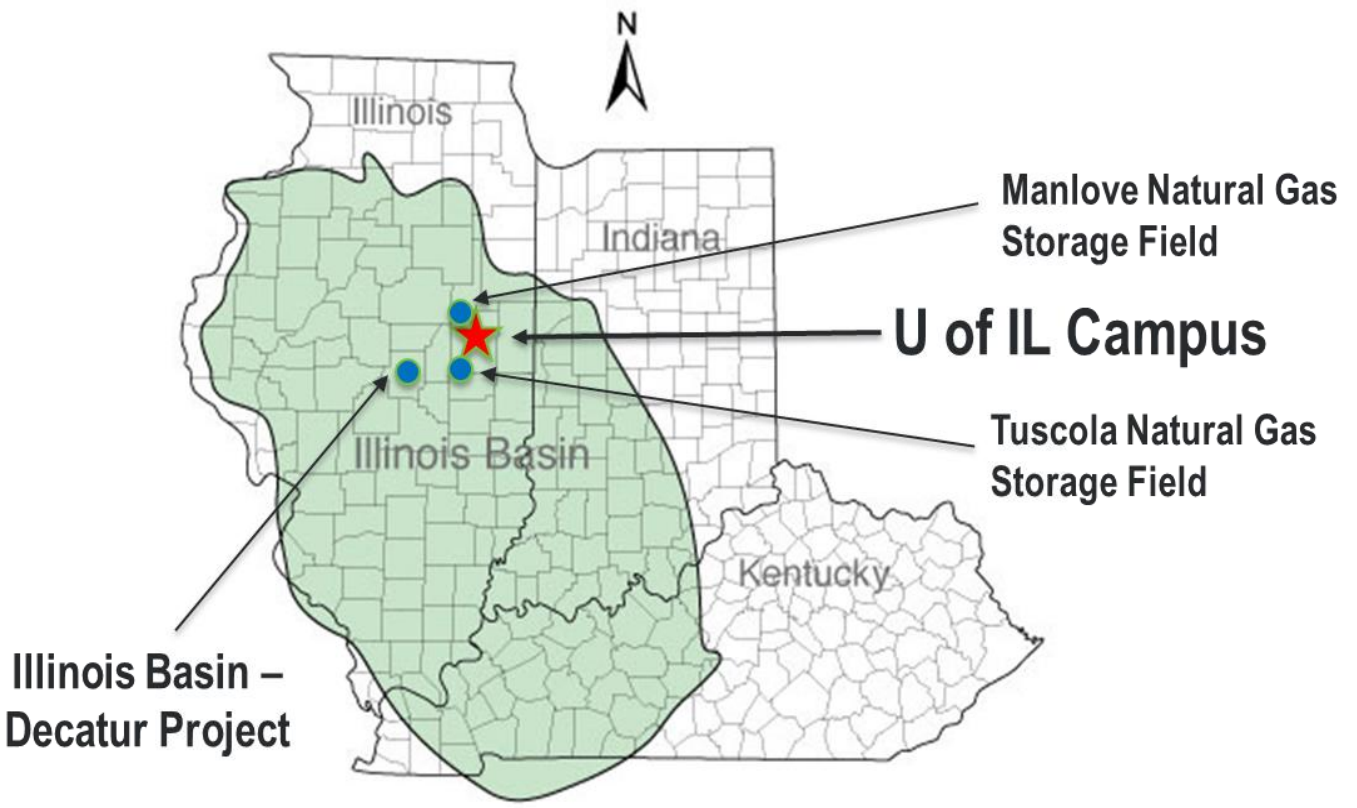 N
Illinois
Manlove Natural Gas
Storage Field
Indiana
U of IL Campus
Tuscola Natural Gas
Storage Field
Illinois Basin
Kentucky
Illinois Basin –
Decatur Project